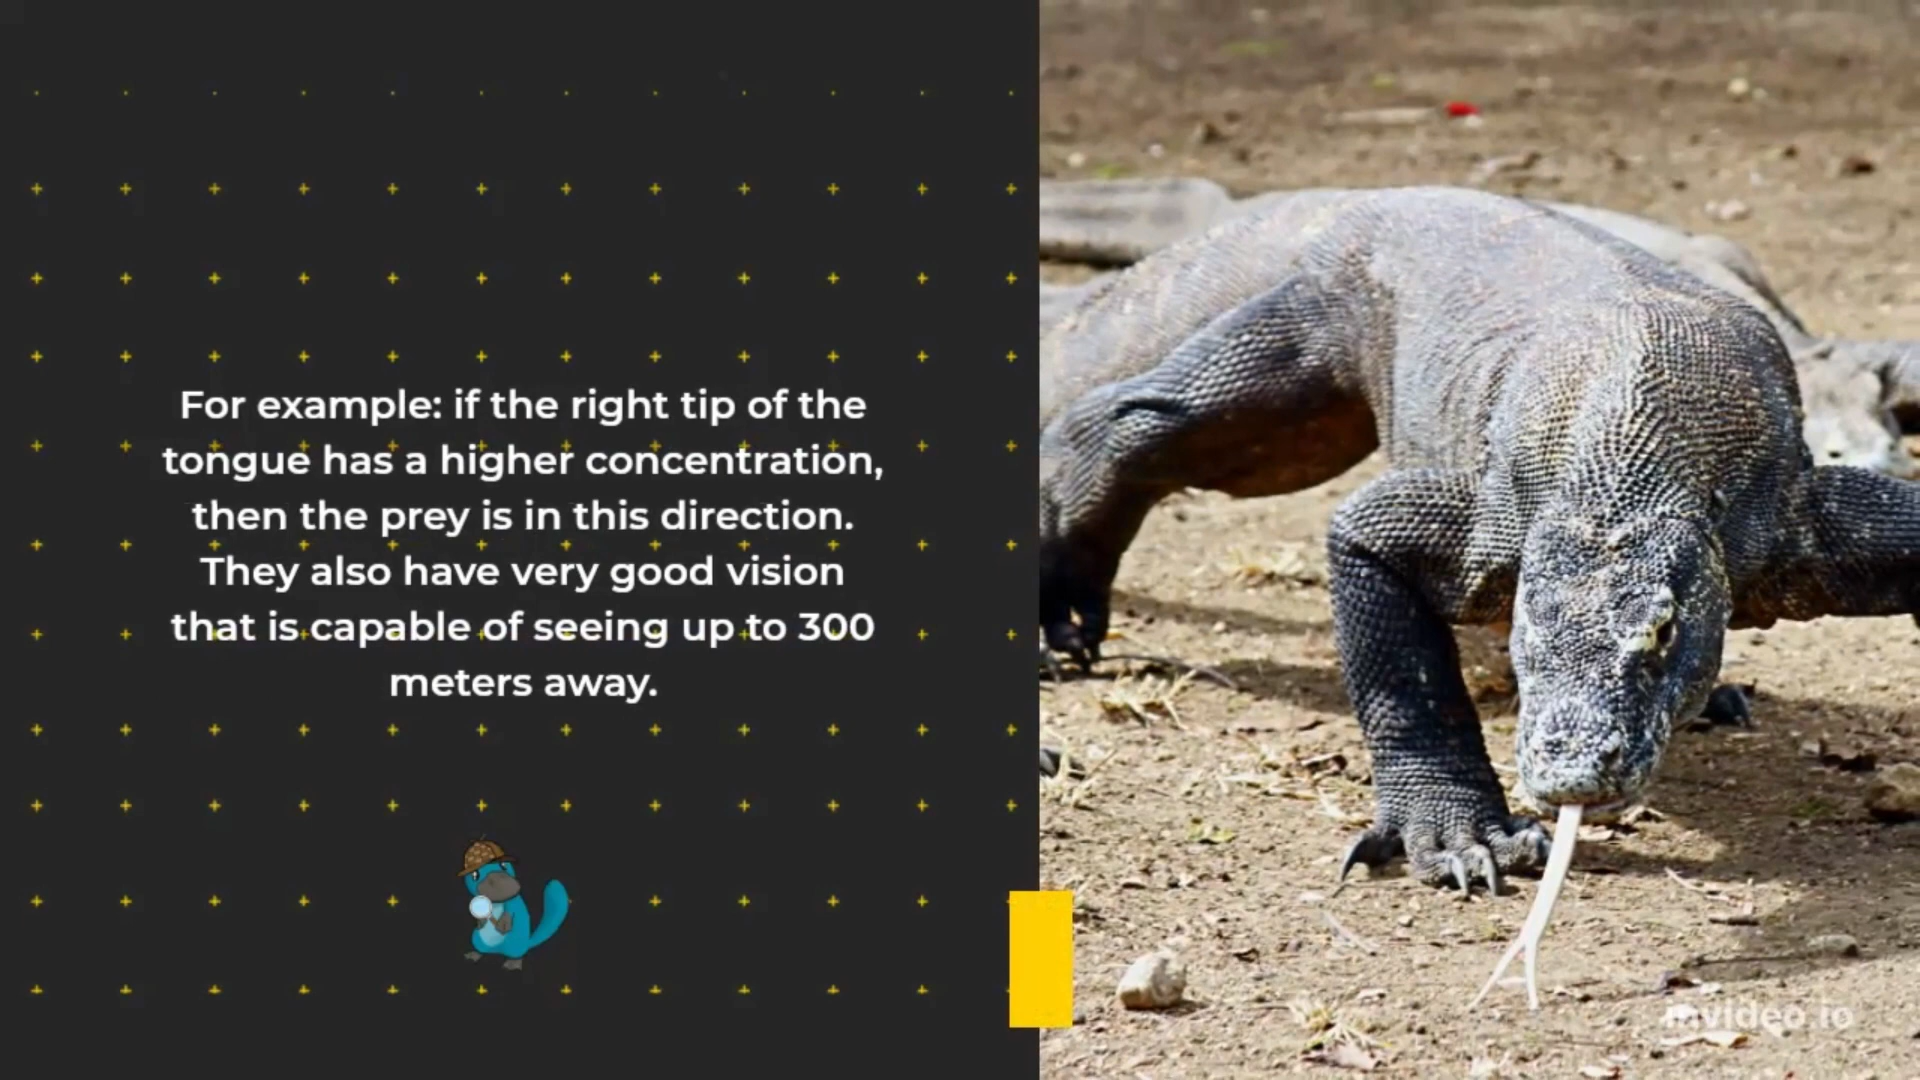 For example: if the right tip of the
tongue has a higher concentration,
then the prey is in this direction.
They also have very good vision
that is capable of seeing up to 300
meters away.
invideo.io